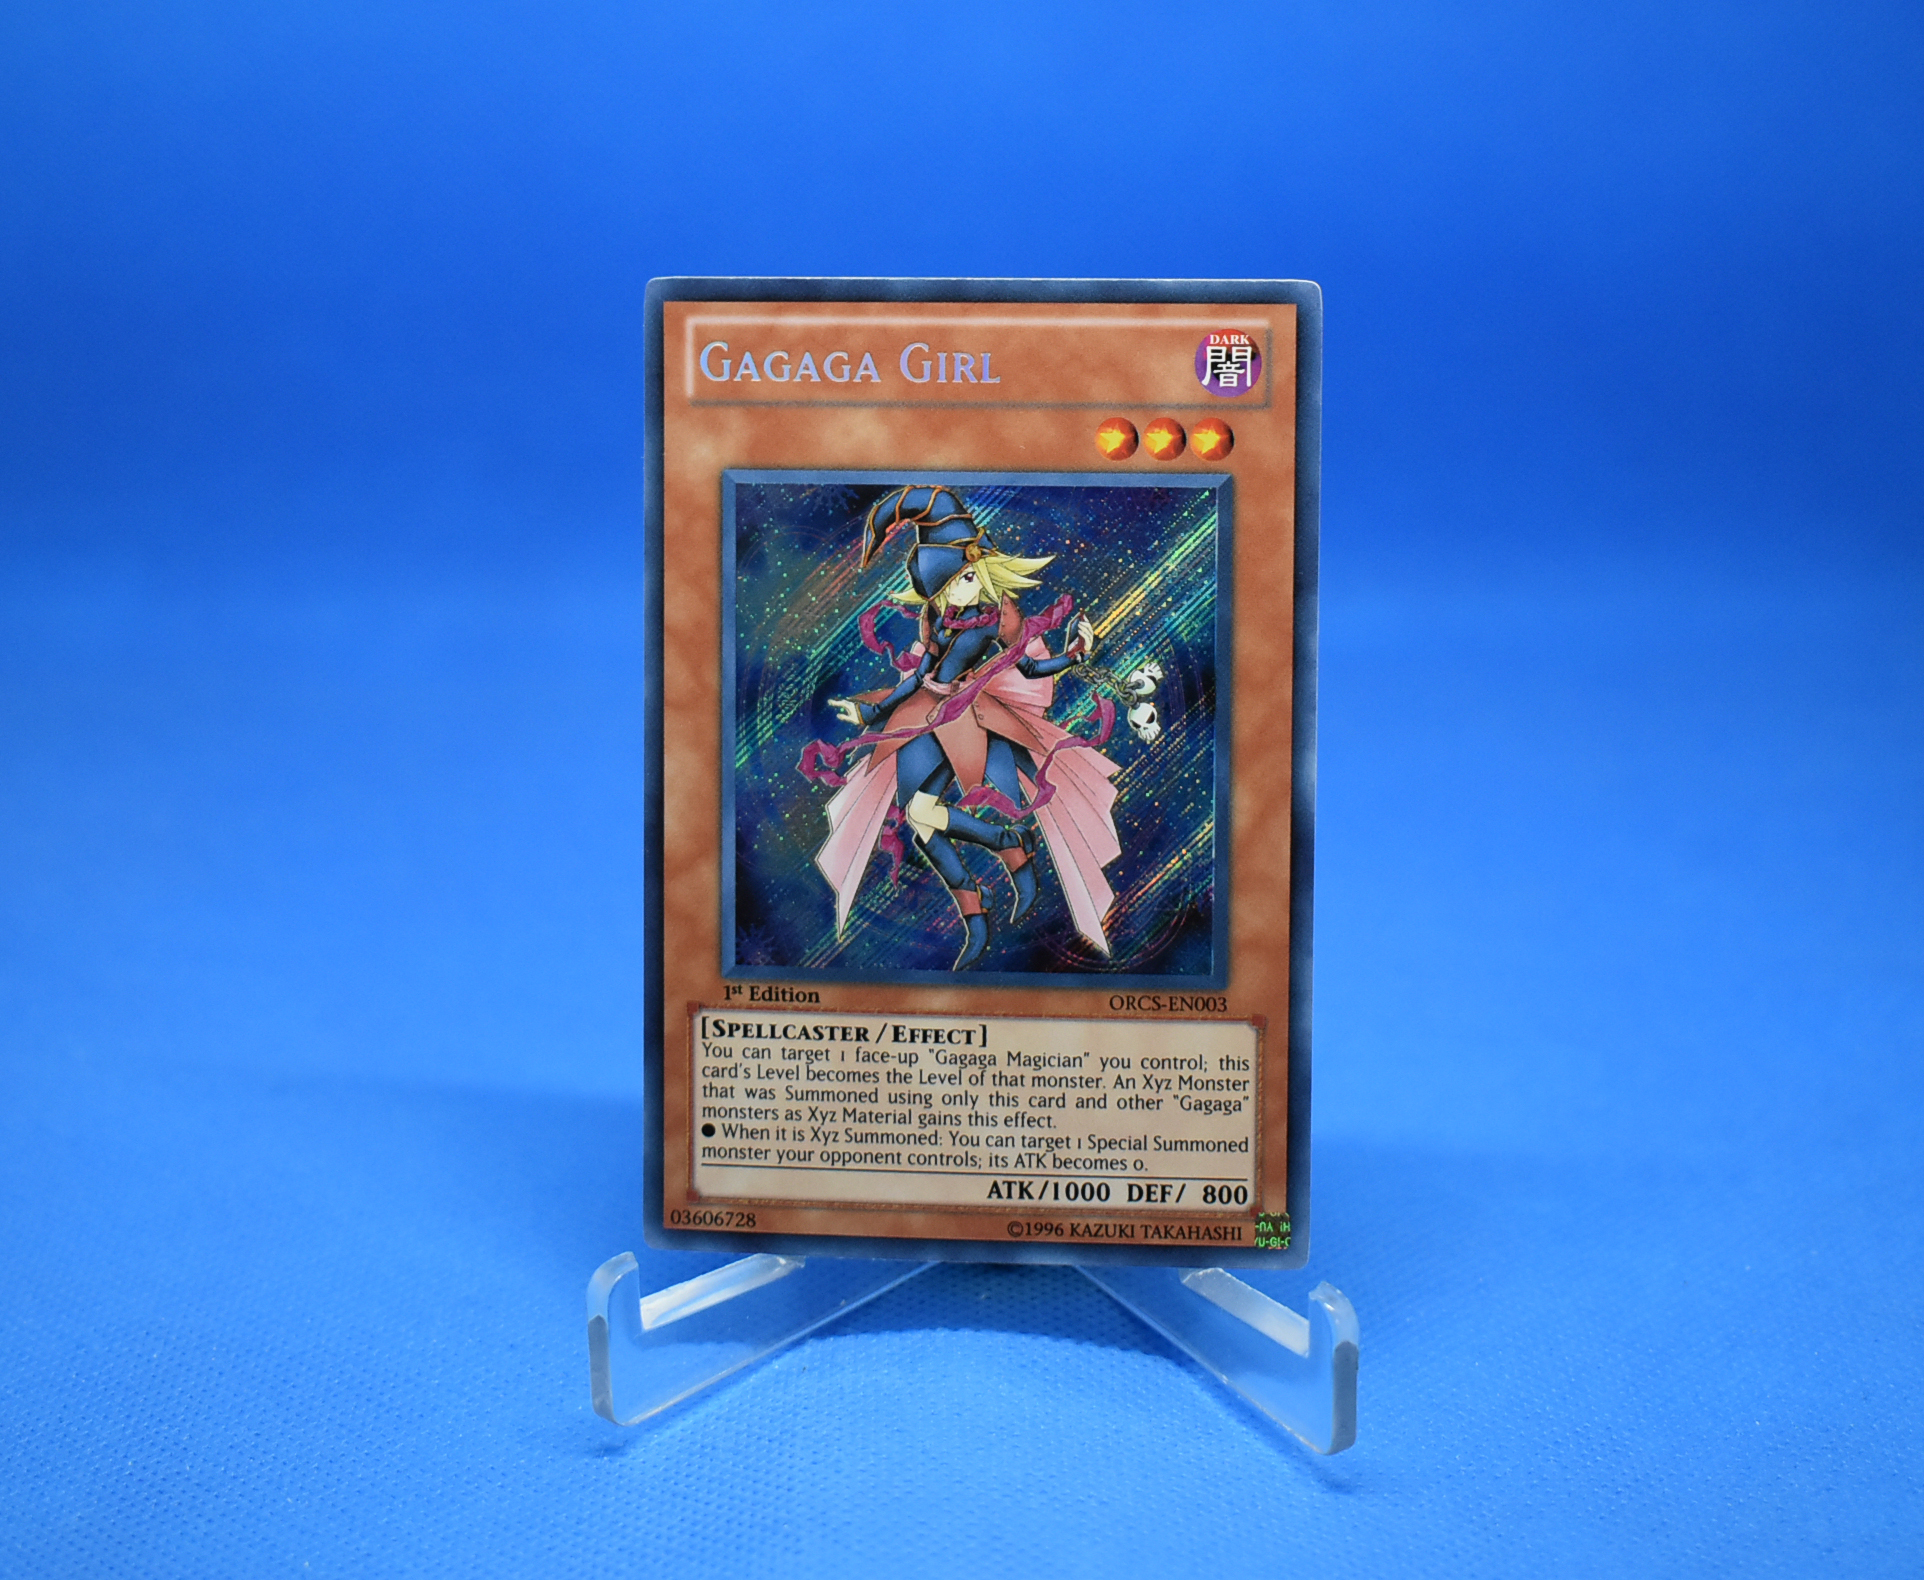 GAGAGA GIRL
DARK
闇
1st Edition
ORCS-EN003
[SPELLCASTER / EFFECT]
You can target 1 face-up "Gagaga Magician" you control; this
card's Level becomes the Level of that monster. An Xyz Monster
that was Summoned using only this card and other "Gagaga"
monsters as Xyz Material gains this effect.
● When it is Xyz Summoned: You can target 1 Special Summoned
monster your opponent controls; its ATK becomes 0.
ATK/1000 DEF/ 800
03606728
©1996 KAZUKI TAKAHASHI